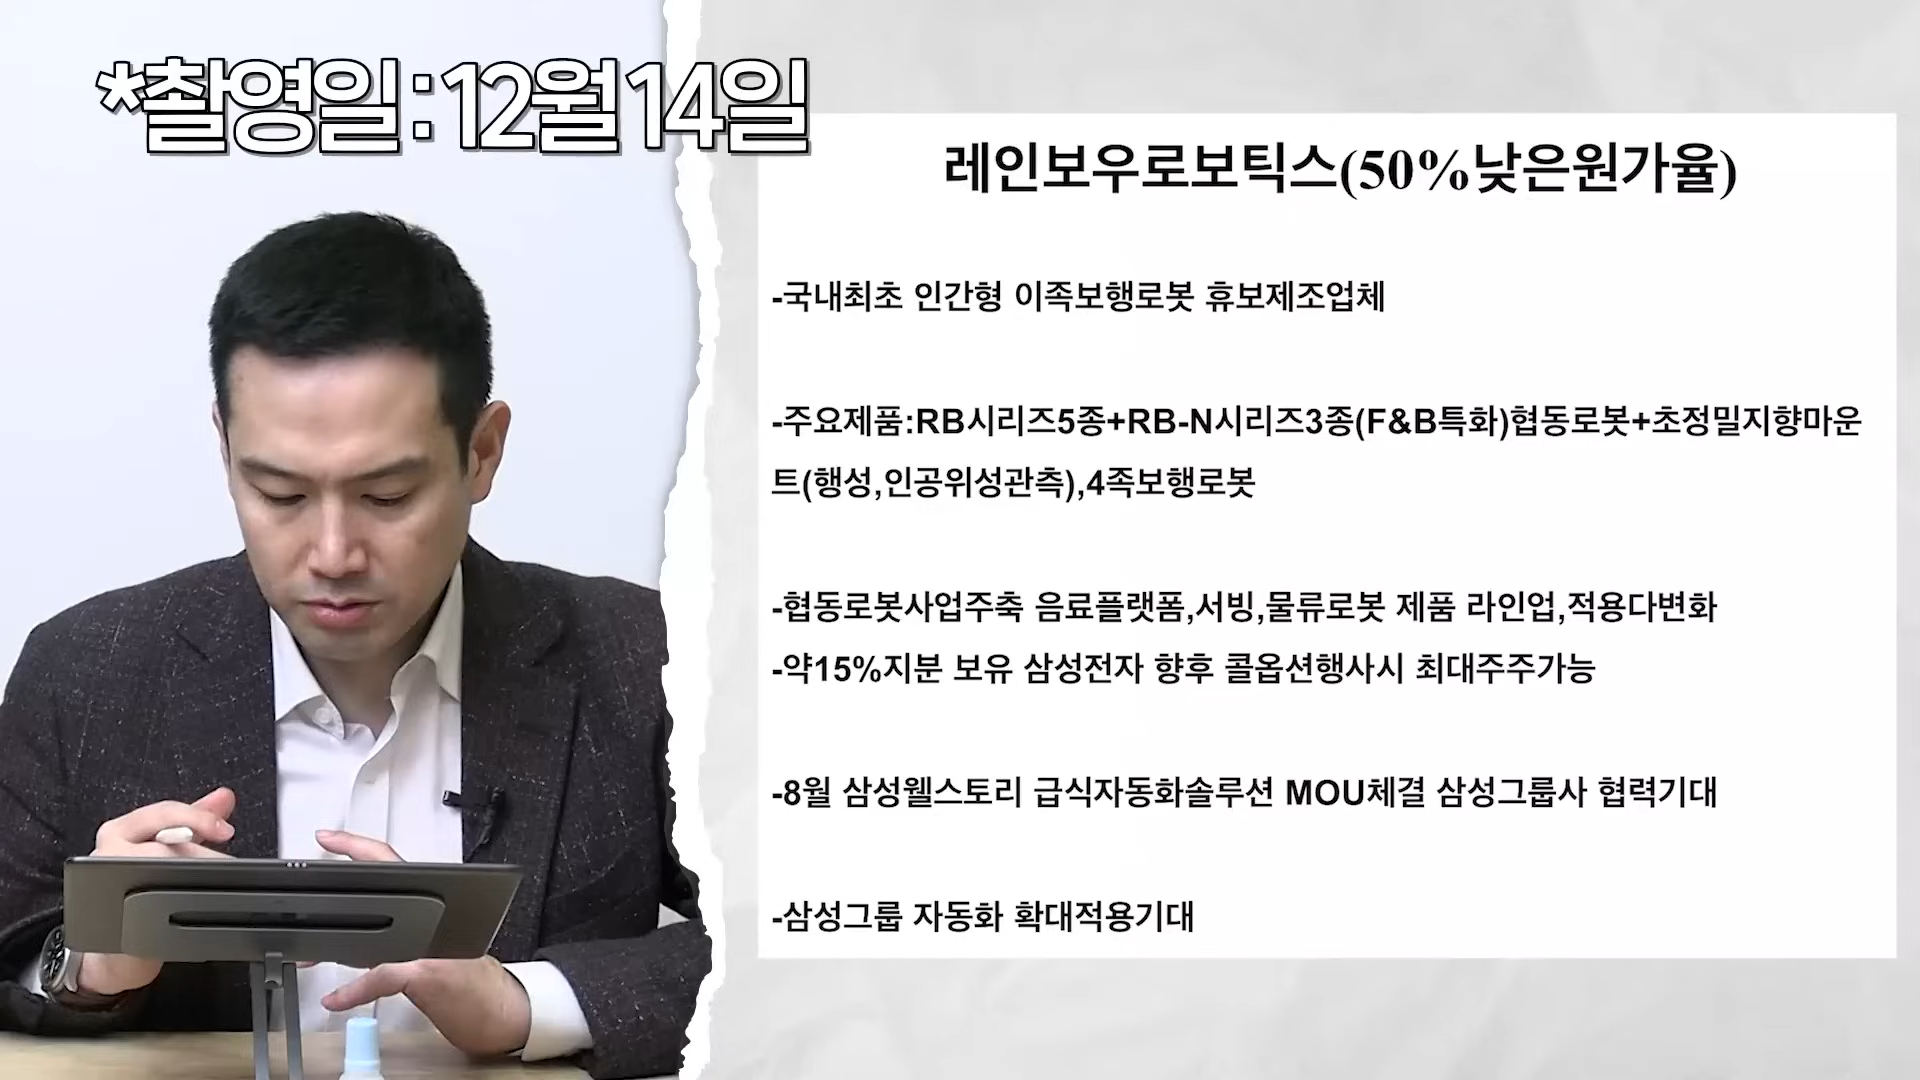 *촬영일:12월 14일
레인보우로보틱스(50%낮은원가율)
-국내최초 인간형 이족보행로봇 휴보제조업체
-주요제품:RB시리즈5종+RB-N시리즈3종(F&B특화)협동로봇+초정밀지향마운
트(행성,인공위성관측),4족보행로봇
-협동로봇사업주축 음료플랫폼,서빙,물류로봇 제품 라인업,적용다변화
-약15%지분 보유 삼성전자 향후 콜옵션행사시 최대주주가능
-8월 삼성웰스토리 급식자동화솔루션 MOU체결 삼성그룹사 협력기대
-삼성그룹 자동화 확대적용기대